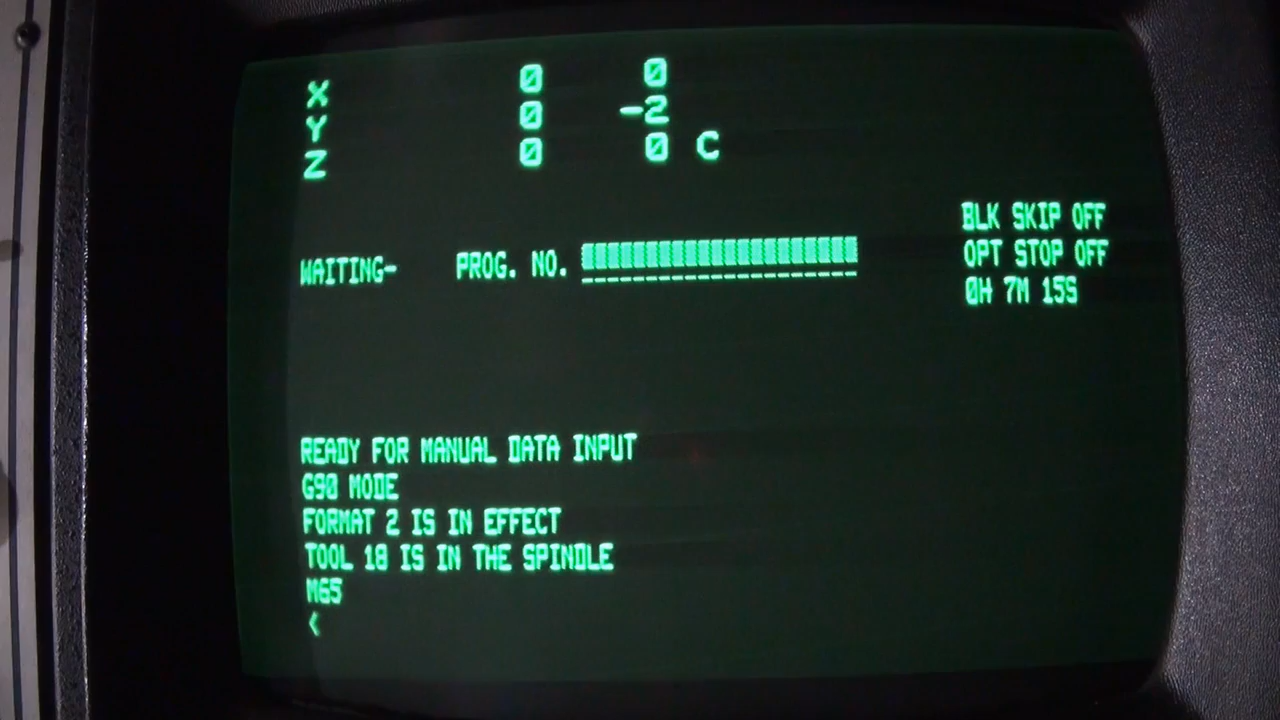 X 0 0
Y 0 -2
Z 0 0 C
BLK SKIP OFF
WAITING- PROG. NO.
OPT STOP OFF
0H 7M 15S
READY FOR MANUAL DATA INPUT
G90 MODE
FORMAT 2 IS IN EFFECT
TOOL 18 IS IN THE SPINDLE
M65
<